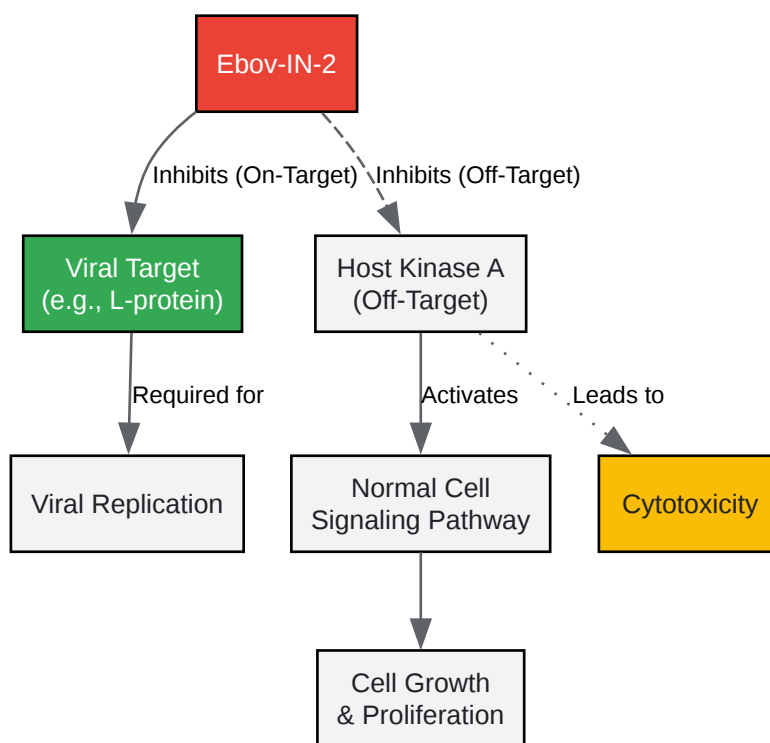 Ebov-IN-2
Inhibits (On-Target)
Inhibits (Off-Target)
Viral Target
(e.g., L-protein)
Host Kinase A
(Off-Target)
Required for
Activates
Leads to
Viral Replication
Normal Cell
Signaling Pathway
Cytotoxicity
Cell Growth
& Proliferation